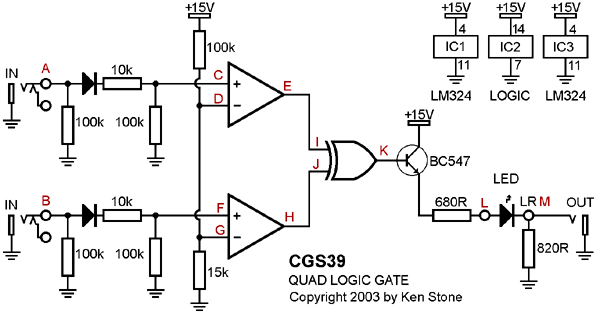 +15V +15V +15V +15V
4 14 4
IC1 IC2 IC3
11 7 11
LM324 LOGIC LM324
100k
IN A 10k C E
D
100k 100k
I
J
K
+15V
BC547
LED
680R L LR M OUT
820R
IN B 10k F H
G
100k 100k
15k
CGS39
QUAD LOGIC GATE
Copyright 2003 by Ken Stone